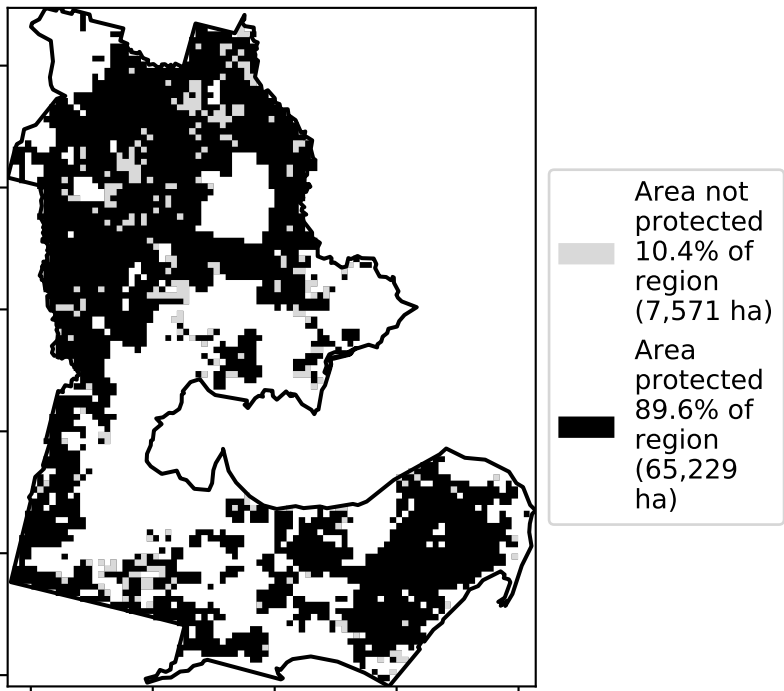 Area not
protected
10.4% of
region
(7,571 ha)
Area
protected
89.6% of
region
(65,229
ha)